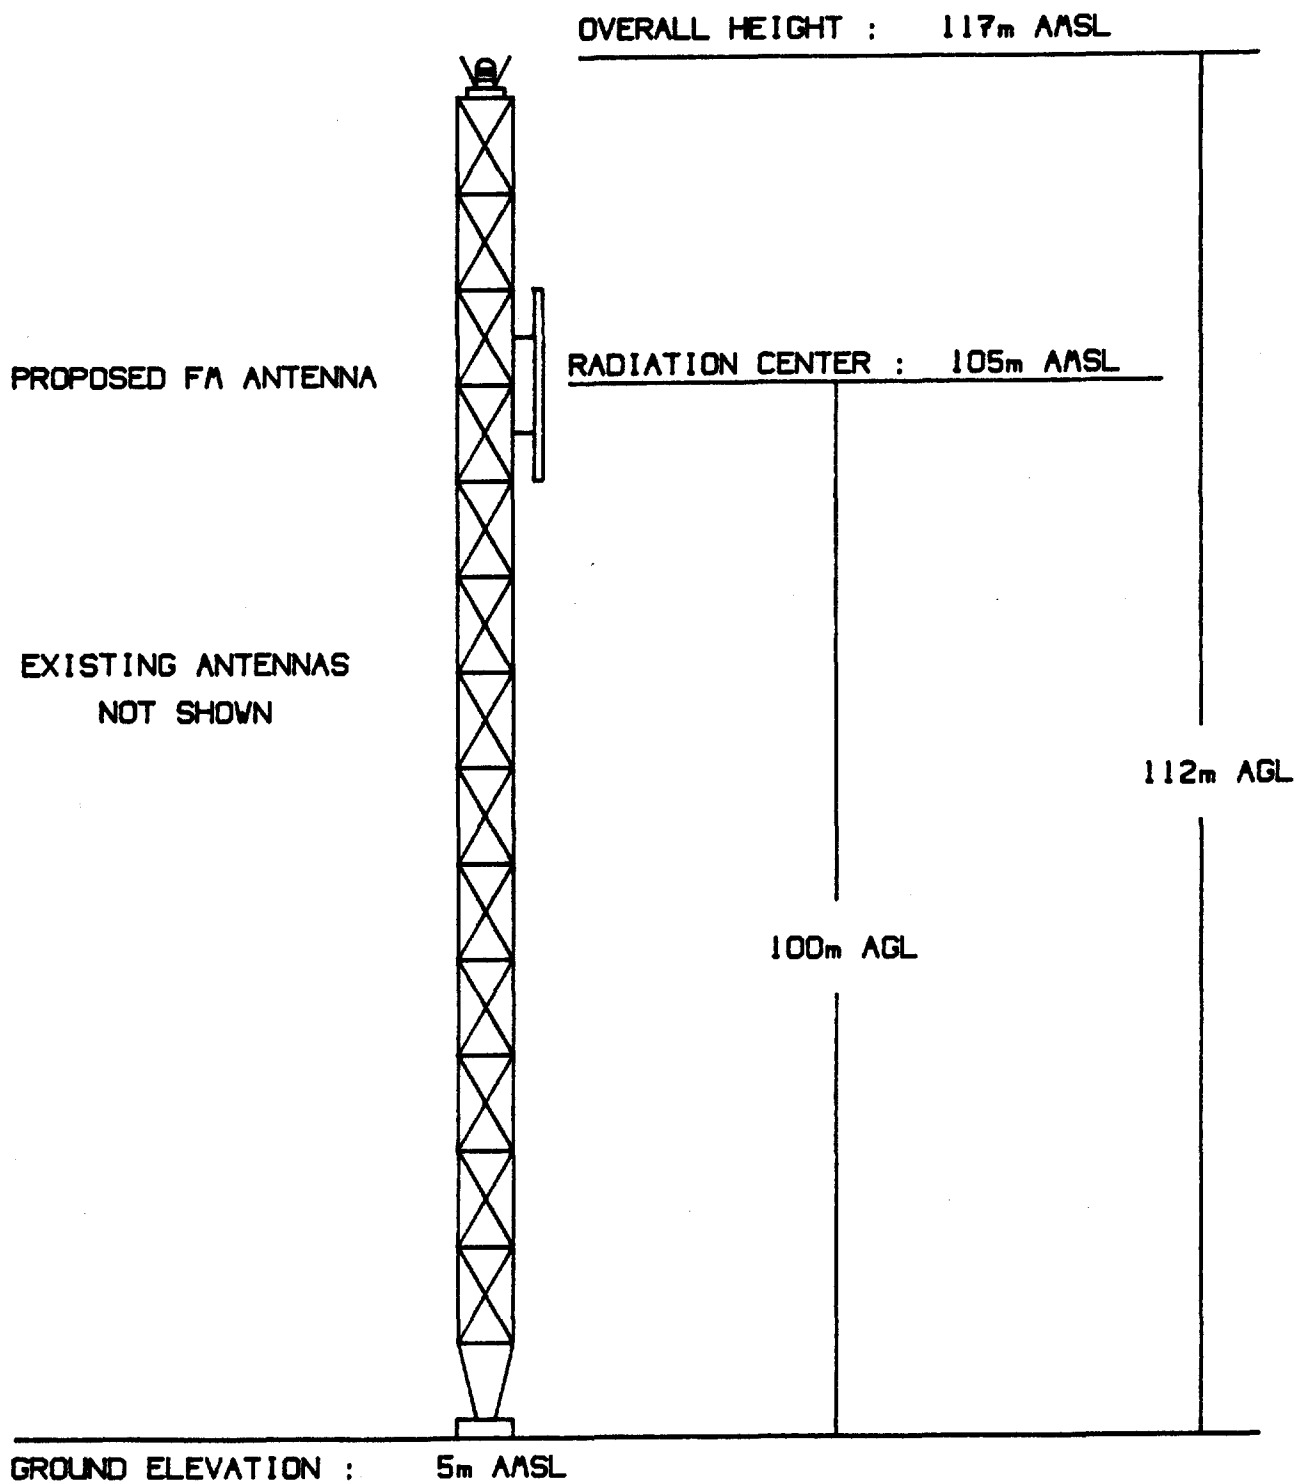 OVERALL HEIGHT : 117m AMSL
PROPOSED FM ANTENNA
RADIATION CENTER : 105m AMSL
EXISTING ANTENNAS
NOT SHOWN
112m AGL
100m AGL
GROUND ELEVATION : 5m AMSL